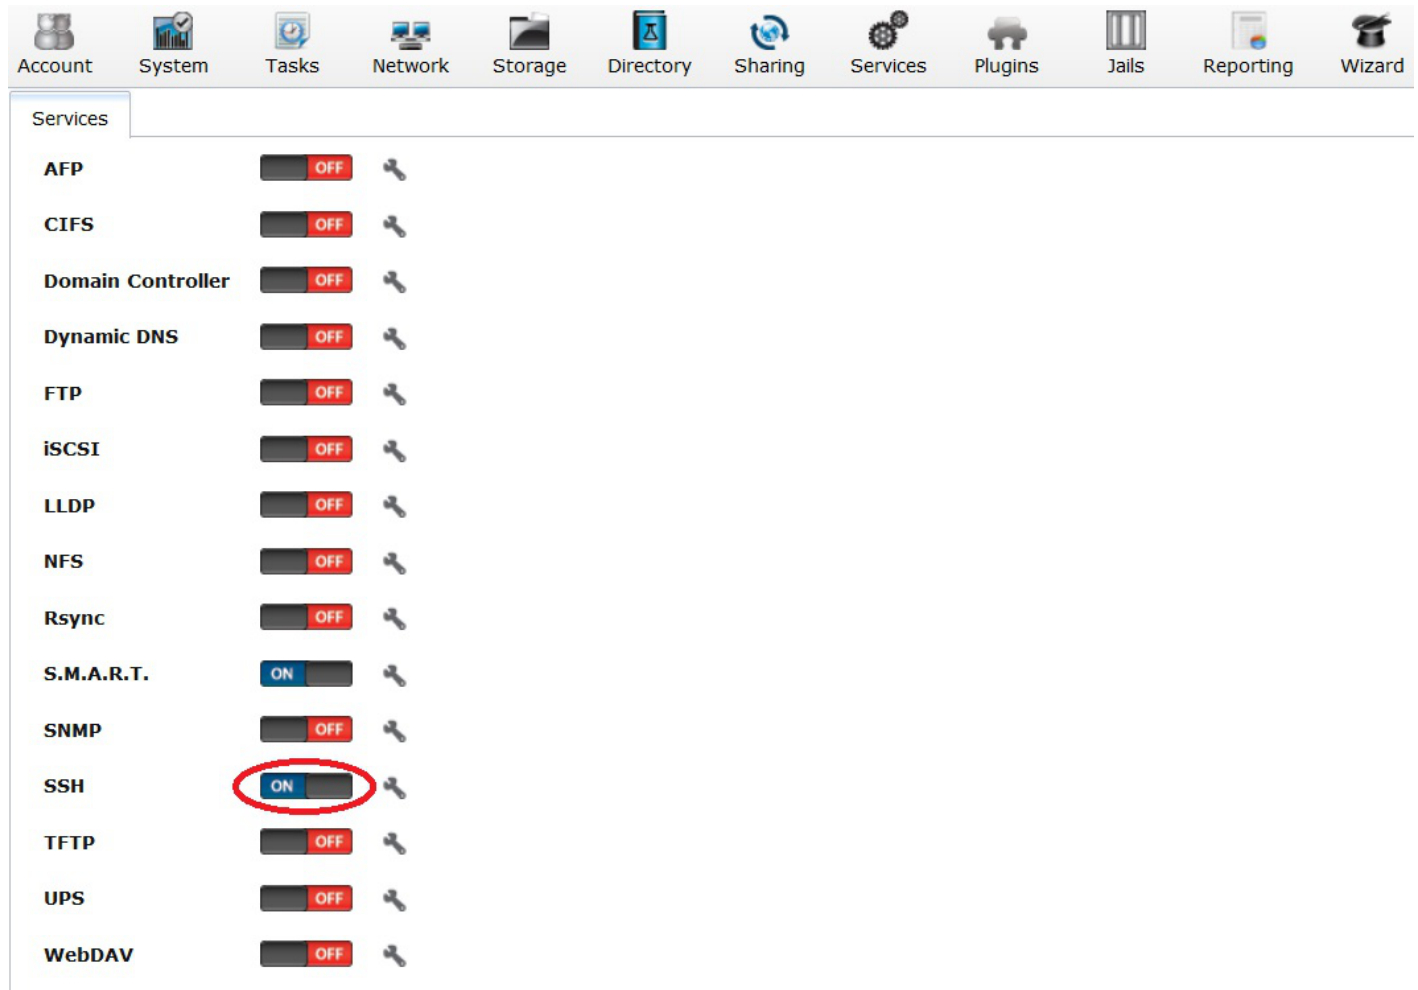 Account System Tasks Network Storage Directory Sharing Services Plugins Jails Reporting Wizard
Services
AFP OFF
CIFS OFF
Domain Controller OFF
Dynamic DNS OFF
FTP OFF
iSCSI OFF
LLDP OFF
NFS OFF
Rsync OFF
S.M.A.R.T. ON
SNMP OFF
SSH ON
TFTP OFF
UPS OFF
WebDAV OFF